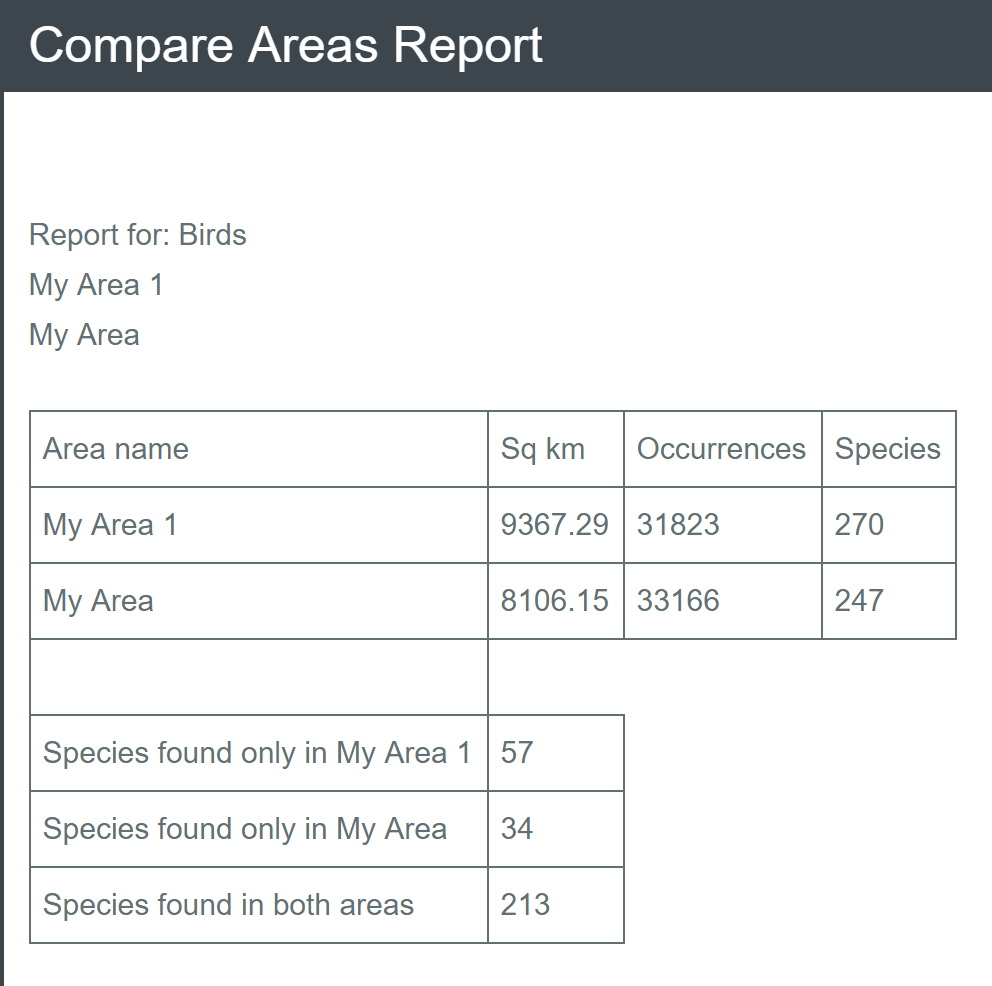 Compare Areas Report
Report for: Birds
My Area 1
My Area
Area name Sq km Occurrences Species
My Area 1 9367.29 31823 270
My Area 8106.15 33166 247
Species found only in My Area 1 57
Species found only in My Area 34
Species found in both areas 213